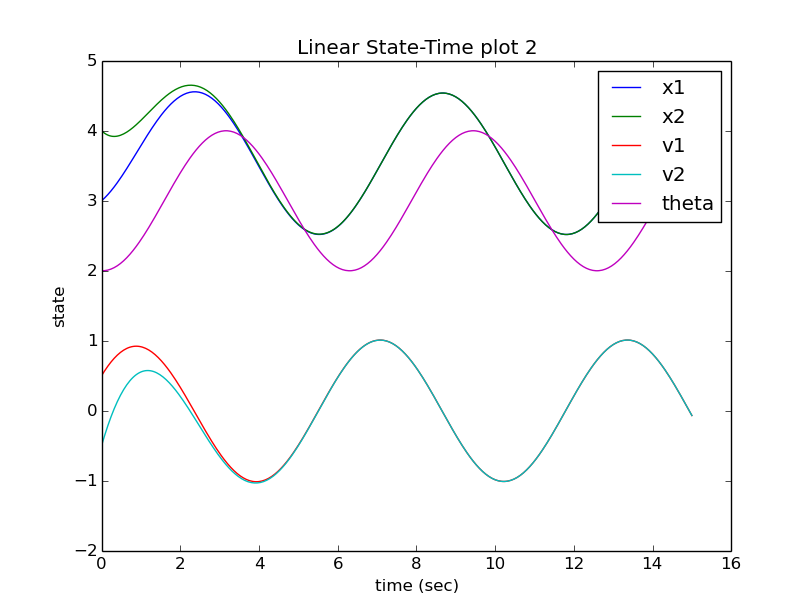 Linear State-Time plot 2
5
4
3
2
1
0
−1
−2
state
x1
x2
v1
v2
theta
0 2 4 6 8 10 12 14 16
time (sec)